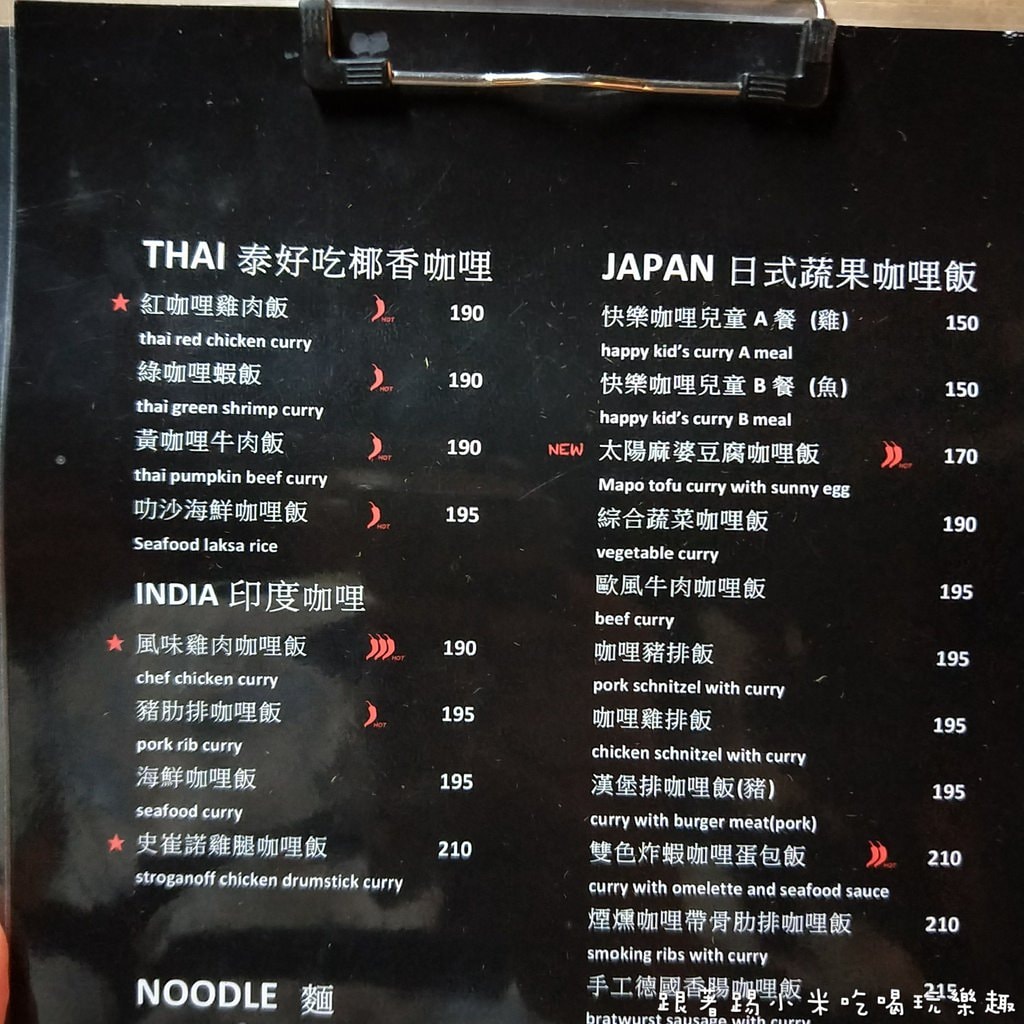 THAI 泰好吃椰香咖哩
★ 紅咖哩雞肉飯 HOT 190
thai red chicken curry
綠咖哩蝦飯 HOT 190
thai green shrimp curry
黃咖哩牛肉飯 HOT 190
thai pumpkin beef curry
叻沙海鮮咖哩飯 HOT 195
Seafood laksa rice
INDIA 印度咖哩
★ 風味雞肉咖哩飯 HOT 190
chef chicken curry
豬肋排咖哩飯 HOT 195
pork rib curry
海鮮咖哩飯 195
seafood curry
★ 史崔諾雞腿咖哩飯 210
stroganoff chicken drumstick curry
NOODLE 麵
JAPAN 日式蔬果咖哩飯
快樂咖哩兒童 A 餐 (雞) 150
happy kid's curry A meal
快樂咖哩兒童 B 餐 (魚) 150
happy kid's curry B meal
NEW 太陽麻婆豆腐咖哩飯 HOT 170
Mapo tofu curry with sunny egg
綜合蔬菜咖哩飯 190
vegetable curry
歐風牛肉咖哩飯 195
beef curry
咖哩豬排飯 195
pork schnitzel with curry
咖哩雞排飯 195
chicken schnitzel with curry
漢堡排咖哩飯(豬) 195
curry with burger meat(pork)
雙色炸蝦咖哩蛋包飯 HOT 210
curry with omelette and seafood sauce
煙燻咖哩帶骨肋排咖哩飯 210
smoking ribs with curry
手工德國香腸咖哩飯 215
bratwurst sausage with curry
跟著踢小米吃喝玩樂趣